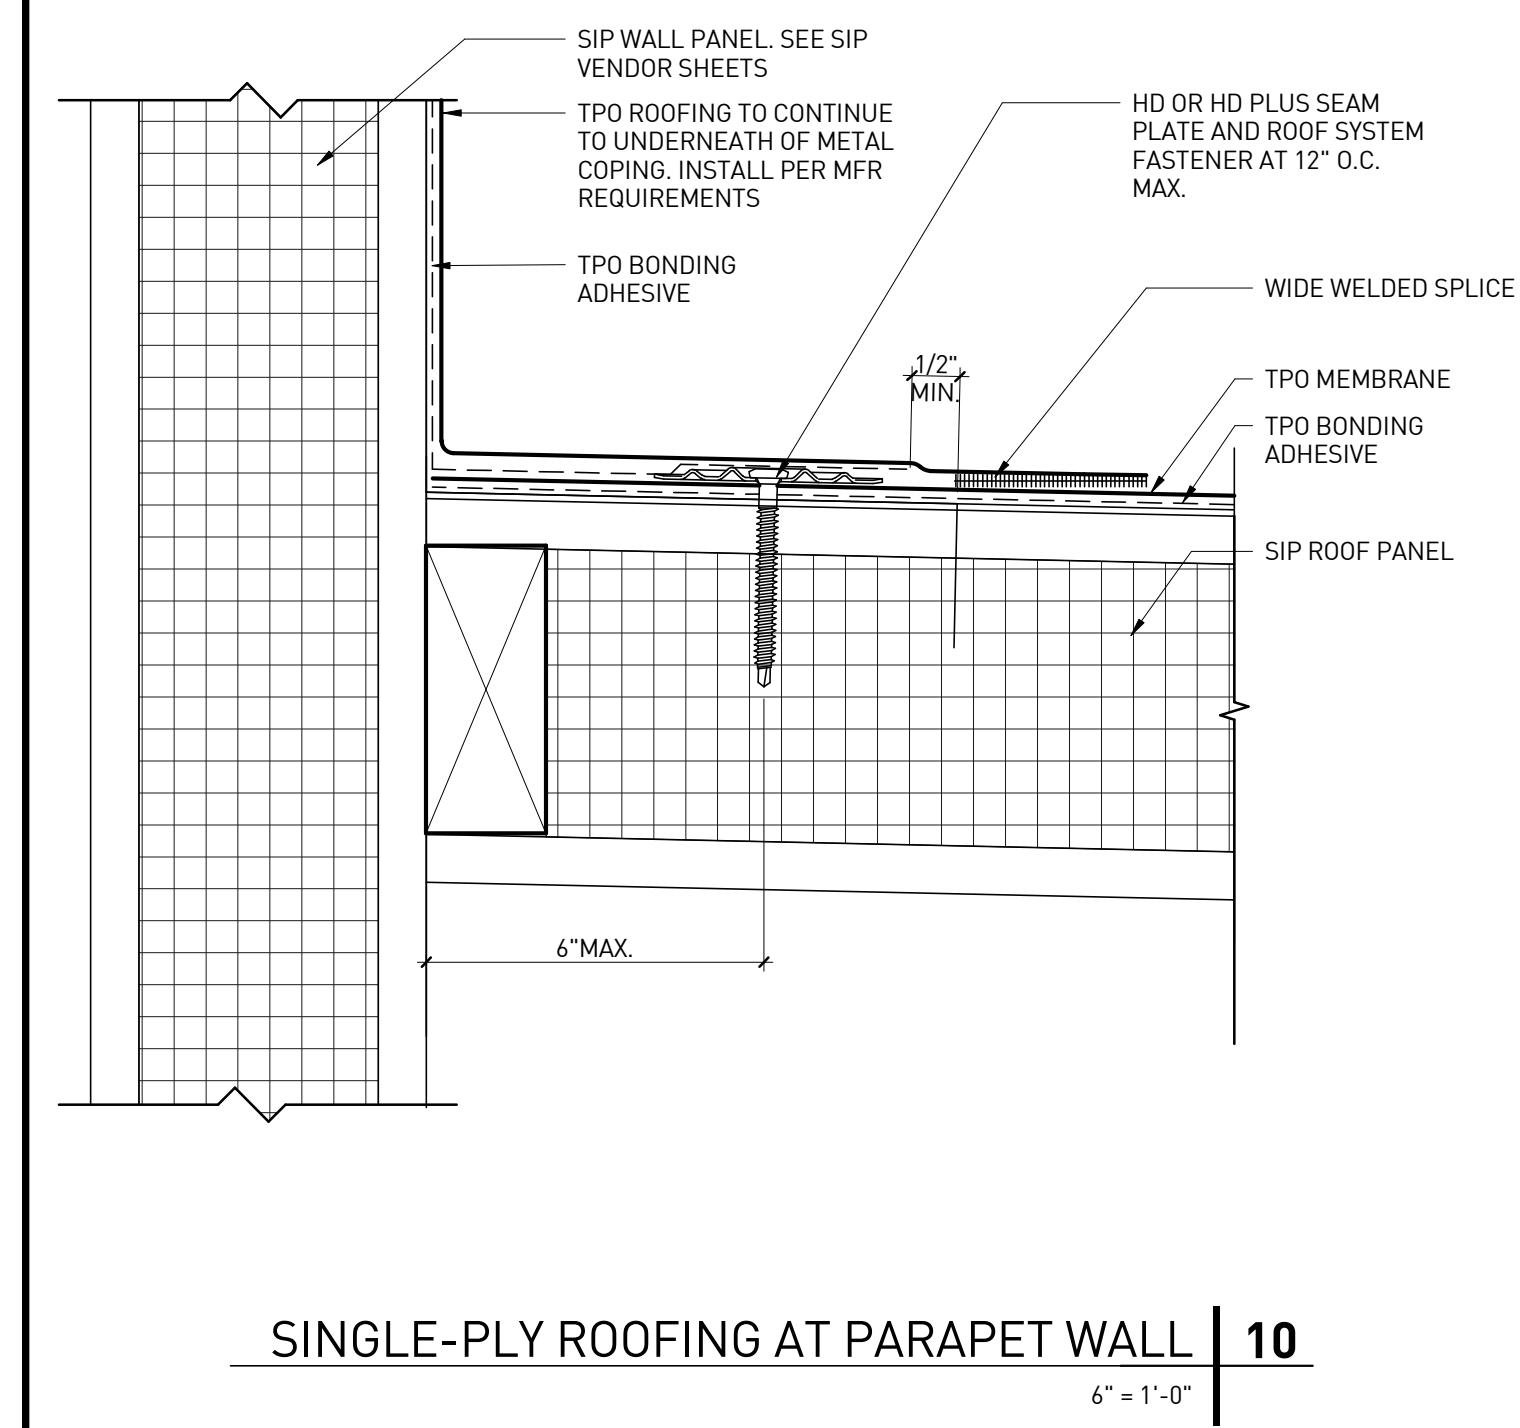 SIP WALL PANEL. SEE SIP
VENDOR SHEETS
TPO ROOFING TO CONTINUE
TO UNDERNEATH OF METAL
COPING. INSTALL PER MFR
REQUIREMENTS
TPO BONDING
ADHESIVE
HD OR HD PLUS SEAM
PLATE AND ROOF SYSTEM
FASTENER AT 12" O.C.
MAX.
WIDE WELDED SPLICE
1/2"
MIN.
TPO MEMBRANE
TPO BONDING
ADHESIVE
SIP ROOF PANEL
6"MAX.
SINGLE-PLY ROOFING AT PARAPET WALL
10
6" = 1'-0"